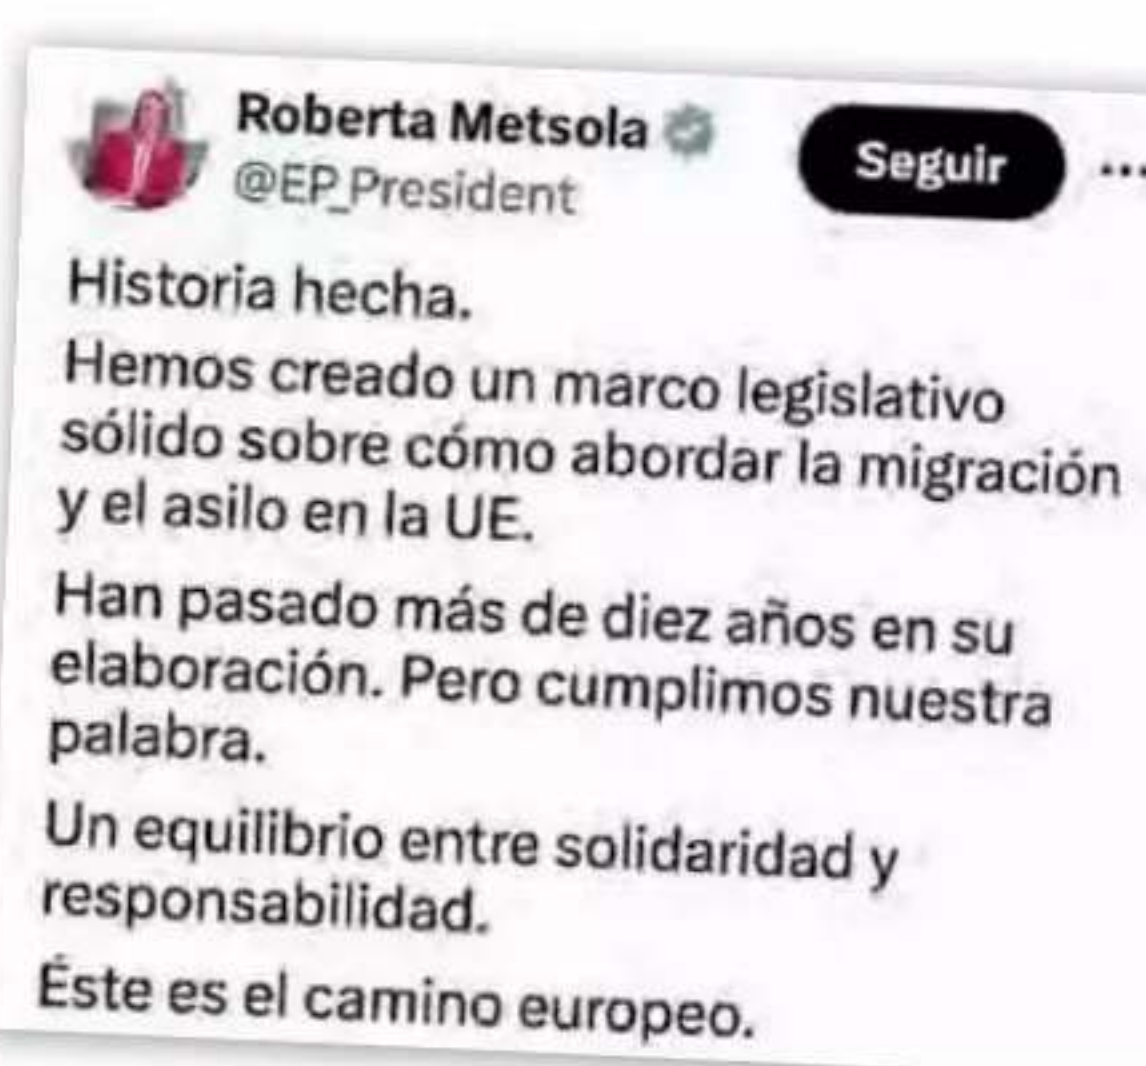 Roberta Metsola
@EP_President
Seguir
Historia hecha.
Hemos creado un marco legislativo
sólido sobre cómo abordar la migración
y el asilo en la UE.
Han pasado más de diez años en su
elaboración. Pero cumplimos nuestra
palabra.
Un equilibrio entre solidaridad y
responsabilidad.
Éste es el camino europeo.